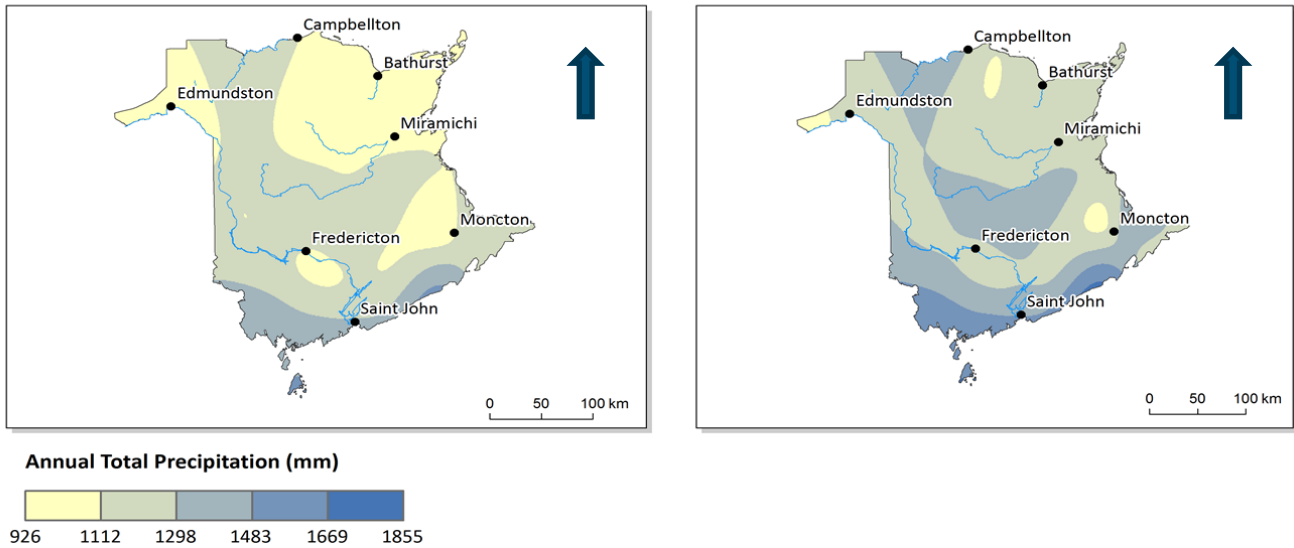 Campbellton
Bathurst
Edmundston
Miramichi
Moncton
Fredericton
Saint John
0 50 100 km
Campbellton
Bathurst
Edmundston
Miramichi
Moncton
Fredericton
Saint John
0 50 100 km
Annual Total Precipitation (mm)
926 1112 1298 1483 1669 1855